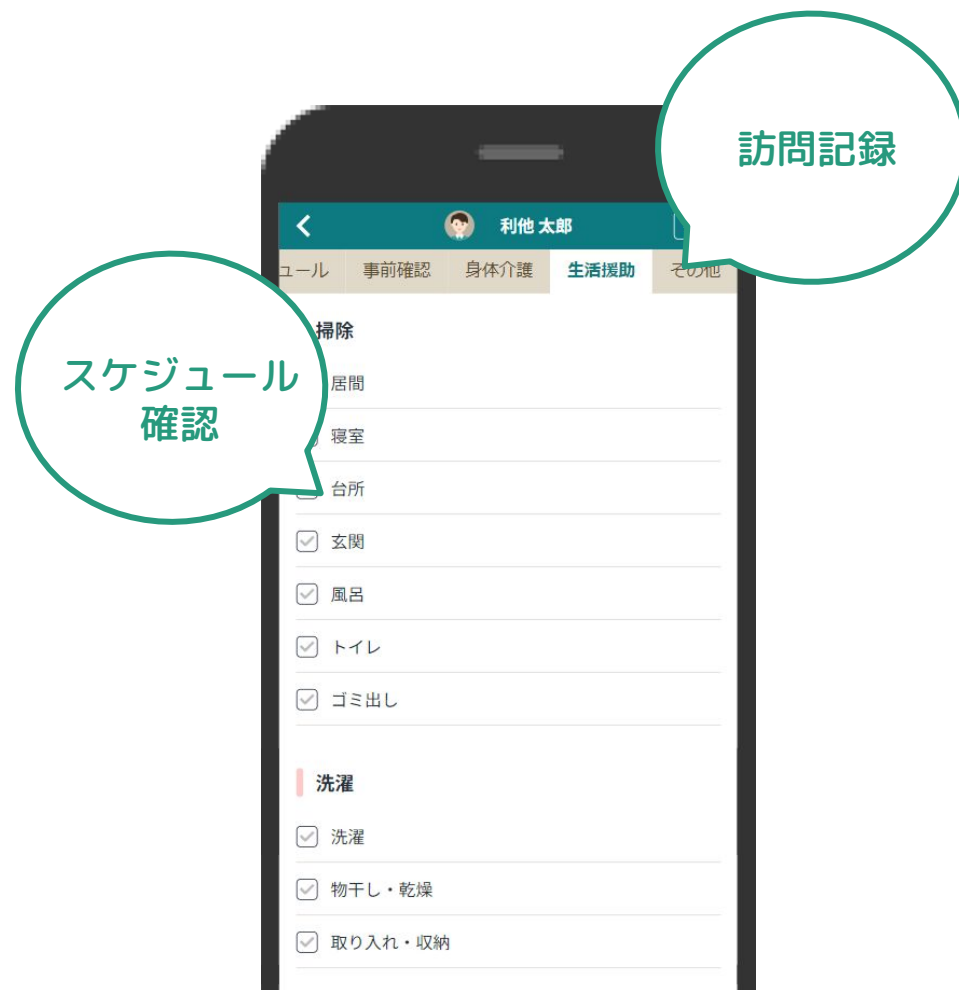 訪問記録
利他 太郎
ュール 事前確認 身体介護 生活援助 その他
スケジュール
確認
掃除
居間
寝室
台所
玄関
風呂
トイレ
ゴミ出し
洗濯
洗濯
物干し・乾燥
取り入れ・収納